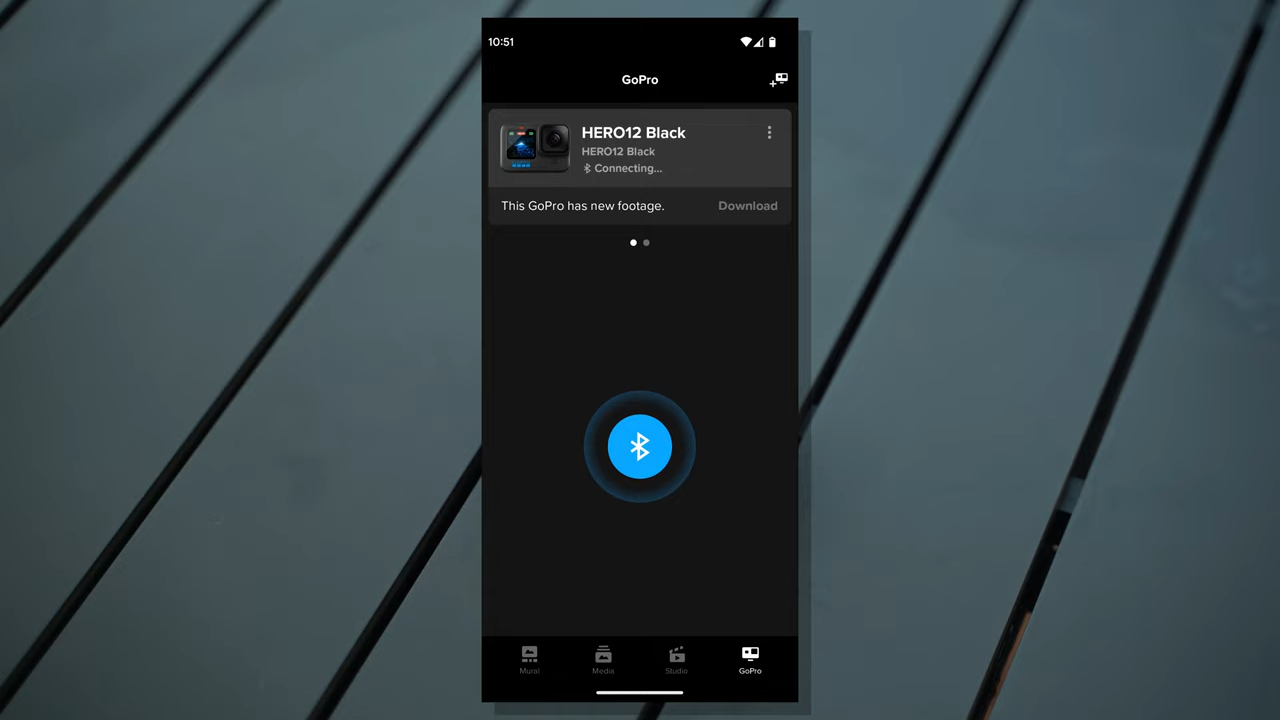 10:51
GoPro
HERO12 Black
HERO12 Black
Connecting...
This GoPro has new footage.
Download
Mural
Media
Studio
GoPro